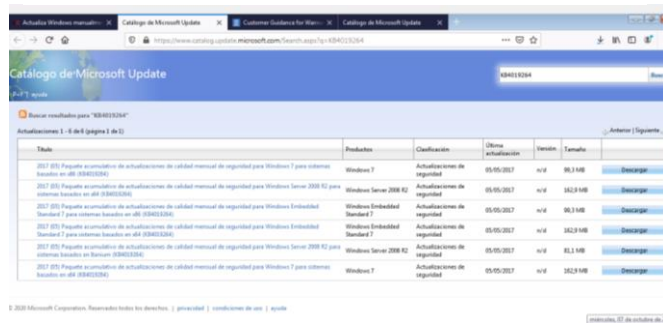 Actualiza Windows manualme
Catálogo de Microsoft Update
Customer Guidance for Wanna
Catálogo de Microsoft Update
https://www.catalog.update.microsoft.com/Search.aspx?q=KB4019264
Catálogo de Microsoft Update
KB4019264
ayuda
Buscar resultados para "KB4019264"
Actualizaciones: 1 - 6 de 6 (página 1 de 1)
Anterior | Siguiente
Título Productos Clasificación Última actualización Versión Tamaño
2017 (05) Paquete acumulativo de actualizaciones de calidad mensual de seguridad para Windows 7 para sistemas
basados en x86 (KB4019264)
Windows 7 Actualizaciones de seguridad 05/05/2017 n/d 96,3 MB Descargar
2017 (05) Paquete acumulativo de actualizaciones de calidad mensual de seguridad para Windows Server 2008 R2 para
sistemas basados en x64 (KB4019264)
Windows Server 2008 R2 Actualizaciones de seguridad 05/05/2017 n/d 162,9 MB Descargar
2017 (05) Paquete acumulativo de actualizaciones de calidad mensual de seguridad para Windows Embedded
Standard 7 para sistemas basados en x86 (KB4019264)
Windows Embedded Standard 7 Actualizaciones de seguridad 05/05/2017 n/d 96,3 MB Descargar
2017 (05) Paquete acumulativo de actualizaciones de calidad mensual de seguridad para Windows Embedded
Standard 7 para sistemas basados en x64 (KB4019264)
Windows Embedded Standard 7 Actualizaciones de seguridad 05/05/2017 n/d 162,9 MB Descargar
2017 (05) Paquete acumulativo de actualizaciones de calidad mensual de seguridad para Windows Server 2008 R2 para
sistemas basados en Itanium (KB4019264)
Windows Server 2008 R2 Actualizaciones de seguridad 05/05/2017 n/d 81,1 MB Descargar
2017 (05) Paquete acumulativo de actualizaciones de calidad mensual de seguridad para Windows 7 para sistemas
basados en x64 (KB4019264)
Windows 7 Actualizaciones de seguridad 05/05/2017 n/d 162,9 MB Descargar
© 2020 Microsoft Corporation. Reservados todos los derechos. | privacidad | condiciones de uso | ayuda
miércoles, 07 de octubre de